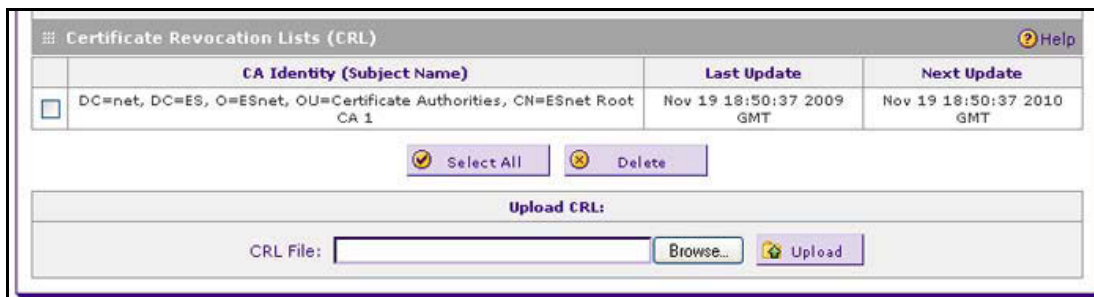 Certificate Revocation Lists (CRL)
Help
CA Identity (Subject Name) Last Update Next Update
DC=net, DC=ES, O=ESnet, OU=Certificate Authorities, CN=ESnet Root Nov 19 18:50:37 2009 Nov 19 18:50:37 2010
CA 1 GMT GMT
Select All Delete
Upload CRL:
CRL File: Browse... Upload